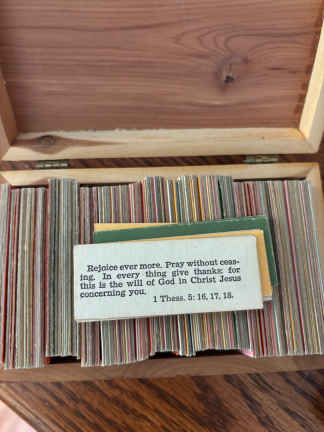 Rejoice ever more. Pray without ceas-
ing. In every thing give thanks: for
this is the will of God in Christ Jesus
concerning you.
1 Thess. 5: 16, 17, 18.